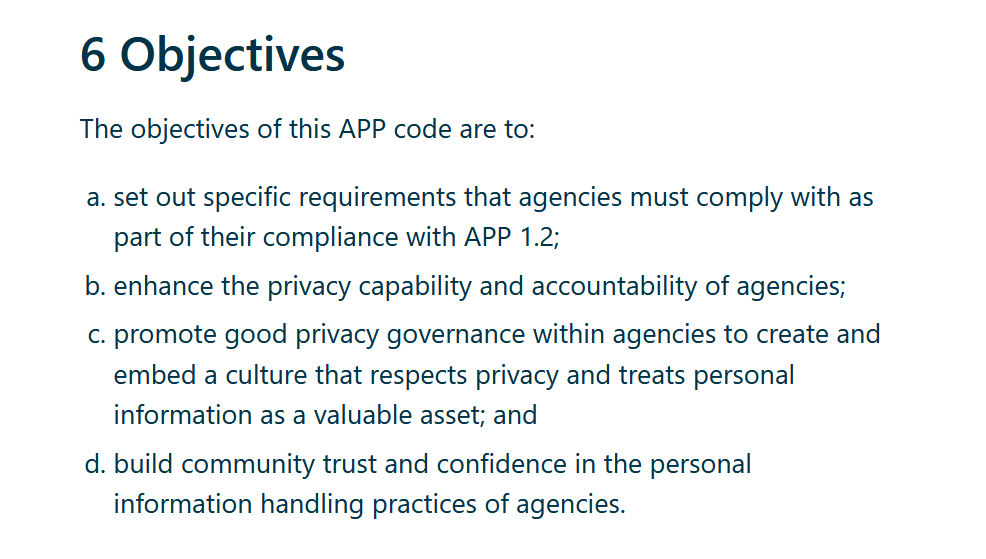 6 Objectives
The objectives of this APP code are to:
a. set out specific requirements that agencies must comply with as
part of their compliance with APP 1.2;
b. enhance the privacy capability and accountability of agencies;
c. promote good privacy governance within agencies to create and
embed a culture that respects privacy and treats personal
information as a valuable asset; and
d. build community trust and confidence in the personal
information handling practices of agencies.